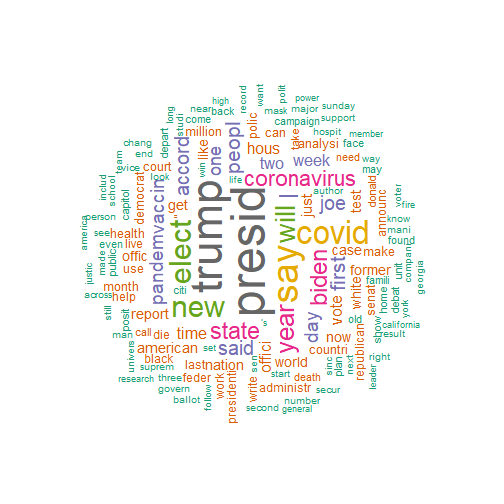 presid
trump
say
covid
new
elect
will
state
year
biden
coronavirus
first
said
day
joe
one
peopl
accord
pandem
vaccin
week
two
hous
time
american
nation
offici
vote
case
make
former
white
senat
now
countri
world
last
report
month
help
use
offic
live
health
democrat
get
court
like
million
polic
can
take
analysi
just
need
test
announc
donald
republican
plan
administr
death
write
presidenti
work
feder
black
die
call
man
posit
still
across
made
public
even
see
person
america
justic
includ
school
team
vice
capitol
end
chang
look
depart
long
studi
come
near
back
high
record
want
polit
power
major
mask
campaign
sunday
support
hospit
member
face
way
may
author
life
win
voter
know
mani
found
compani
georgia
unit
debat
home
famili
york
california
show
result
right
leader
next
sinc
old
secur
start
number
general
second
sen
set
's
citi
follow
ballot
govern
three
research
suprem
univers
>fire
I